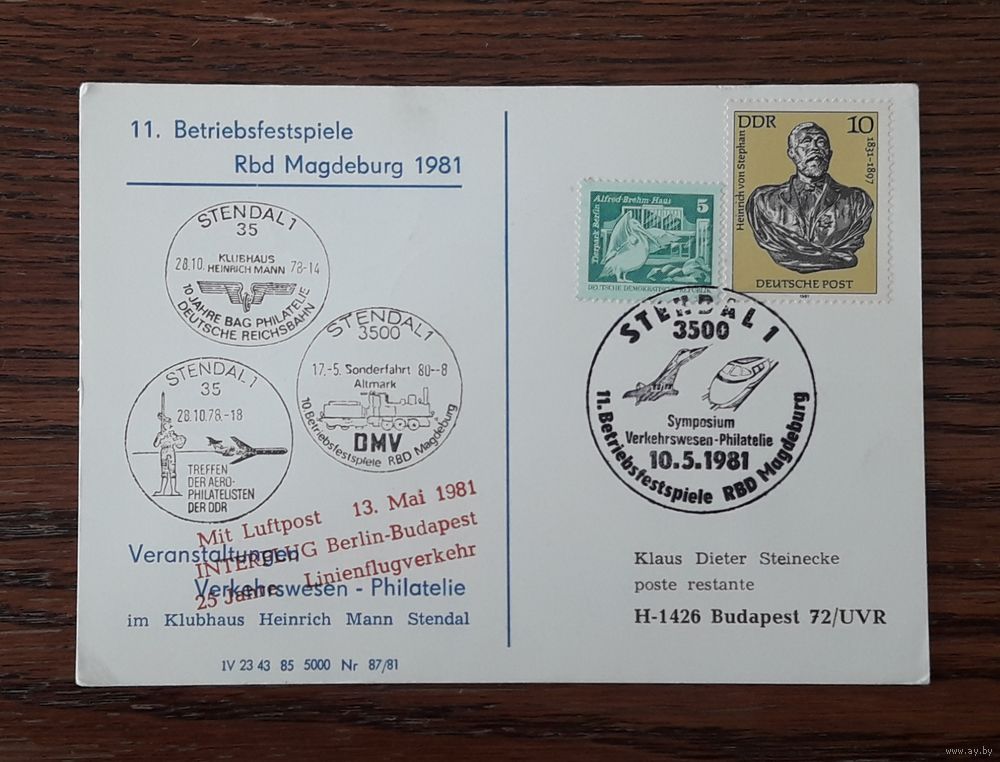 11. Betriebsfestspiele
Rbd Magdeburg 1981
STENDAL 1
35
KLUBHAUS
HEINRICH MANN
28.10. 78-14
10 JAHRE BAG PHILATELIE
DEUTSCHE REICHSBAHN
STENDAL 1
3500
17.-5. Sonderfahrt 80--8
Altmark
DMV
10. Betriebsfestspiele RBD Magdeburg
STENDAL 1
35
28.10.78.-18
TREFFEN
DER AERO-
PHILATELISTEN
DER DDR
Mit Luftpost 13. Mai 1981
INTERFLUG Berlin-Budapest
25 Jahre Linienflugverkehr
Veranstaltungen
Verkehrswesen - Philatelie
im Klubhaus Heinrich Mann Stendal
IV 23 43 85 5000 Nr 87/81
Alfred-Brehm-Haus
5
Tierpark Berlin
DEUTSCHE DEMOKRATISCHE REPUBLIK
DDR 10
Heinrich von Stephan
1831-1897
DEUTSCHE POST
1981
STENDAL 1
3500
Symposium
Verkehrswesen-Philatelie
10.5.1981
11. Betriebsfestspiele RBD Magdeburg
Klaus Dieter Steinecke
poste restante
H-1426 Budapest 72/UVR
www.ay.by